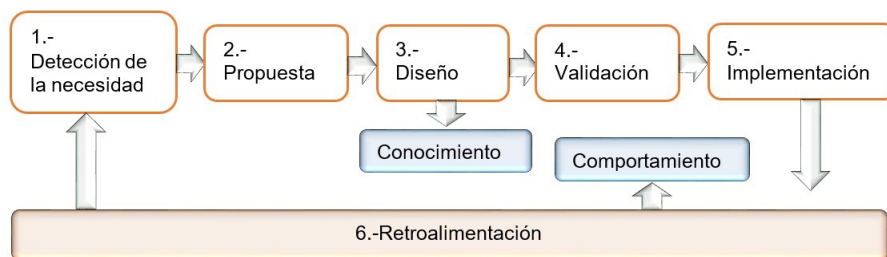 1.-
Detección de
la necesidad
2.-
Propuesta
3.-
Diseño
4.-
Validación
5.-
Implementación
Conocimiento
Comportamiento
6.-Retroalimentación